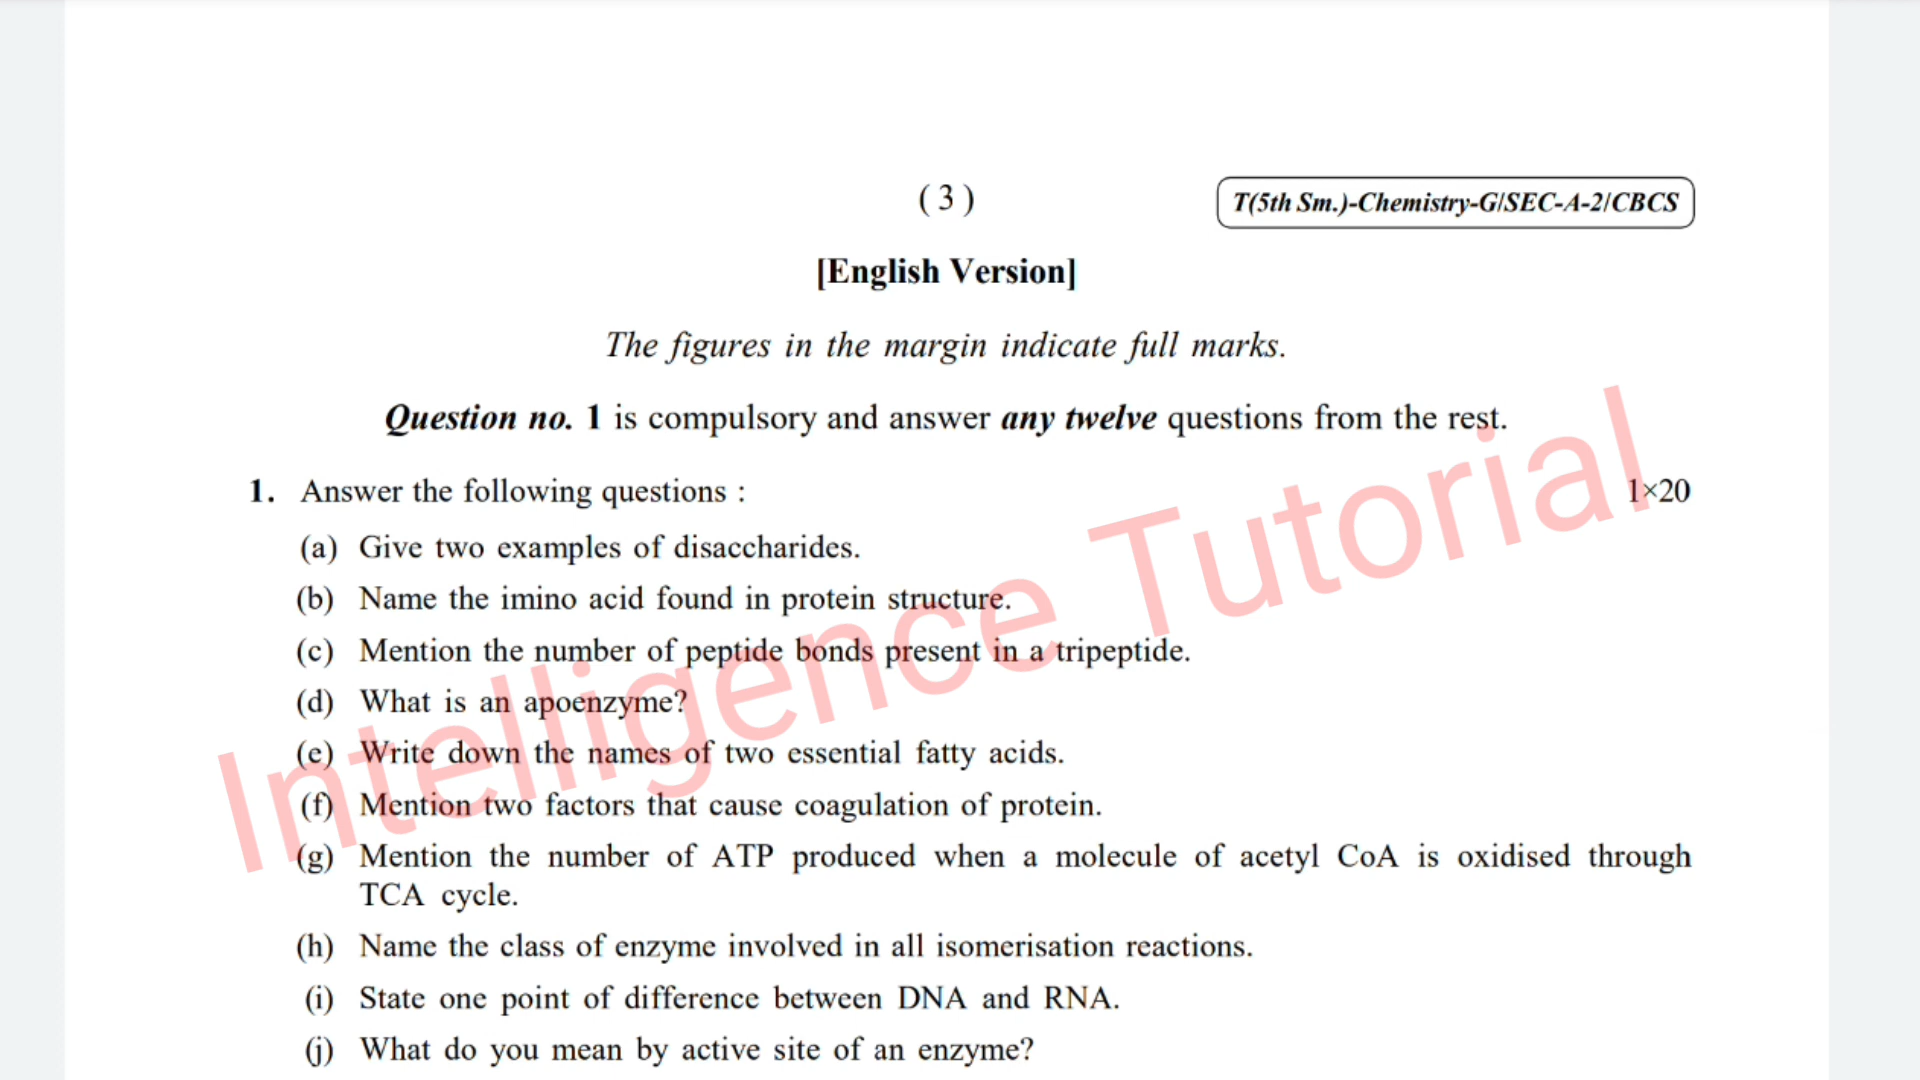 ( 3 )
T(5th Sm.)-Chemistry-G/SEC-A-2/CBCS
[English Version]
The figures in the margin indicate full marks.
Question no. 1 is compulsory and answer any twelve questions from the rest.
1. Answer the following questions : 1×20
(a) Give two examples of disaccharides.
(b) Name the imino acid found in protein structure.
(c) Mention the number of peptide bonds present in a tripeptide.
(d) What is an apoenzyme?
(e) Write down the names of two essential fatty acids.
(f) Mention two factors that cause coagulation of protein.
(g) Mention the number of ATP produced when a molecule of acetyl CoA is oxidised through
TCA cycle.
(h) Name the class of enzyme involved in all isomerisation reactions.
(i) State one point of difference between DNA and RNA.
(j) What do you mean by active site of an enzyme?
Intelligence Tutorial